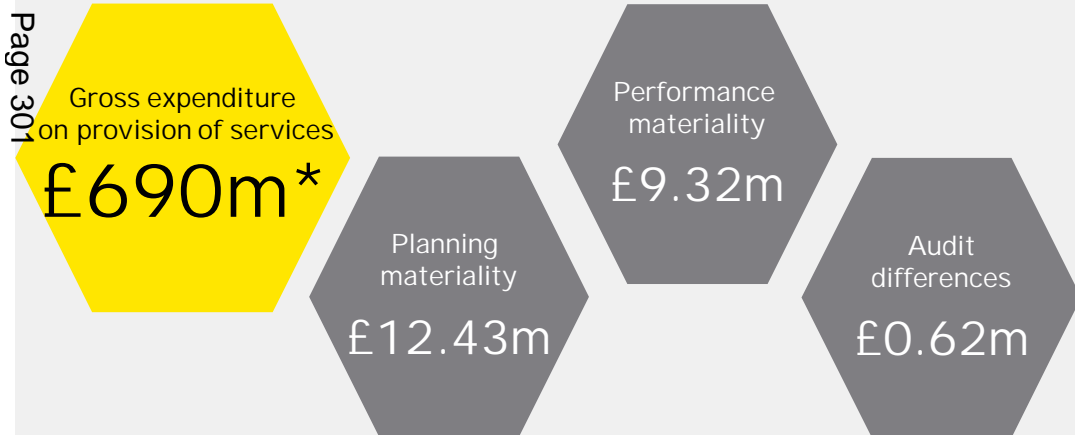 Page 301
Gross expenditure
on provision of services
£690m*
Planning
materiality
£12.43m
Performance
materiality
£9.32m
Audit
differences
£0.62m